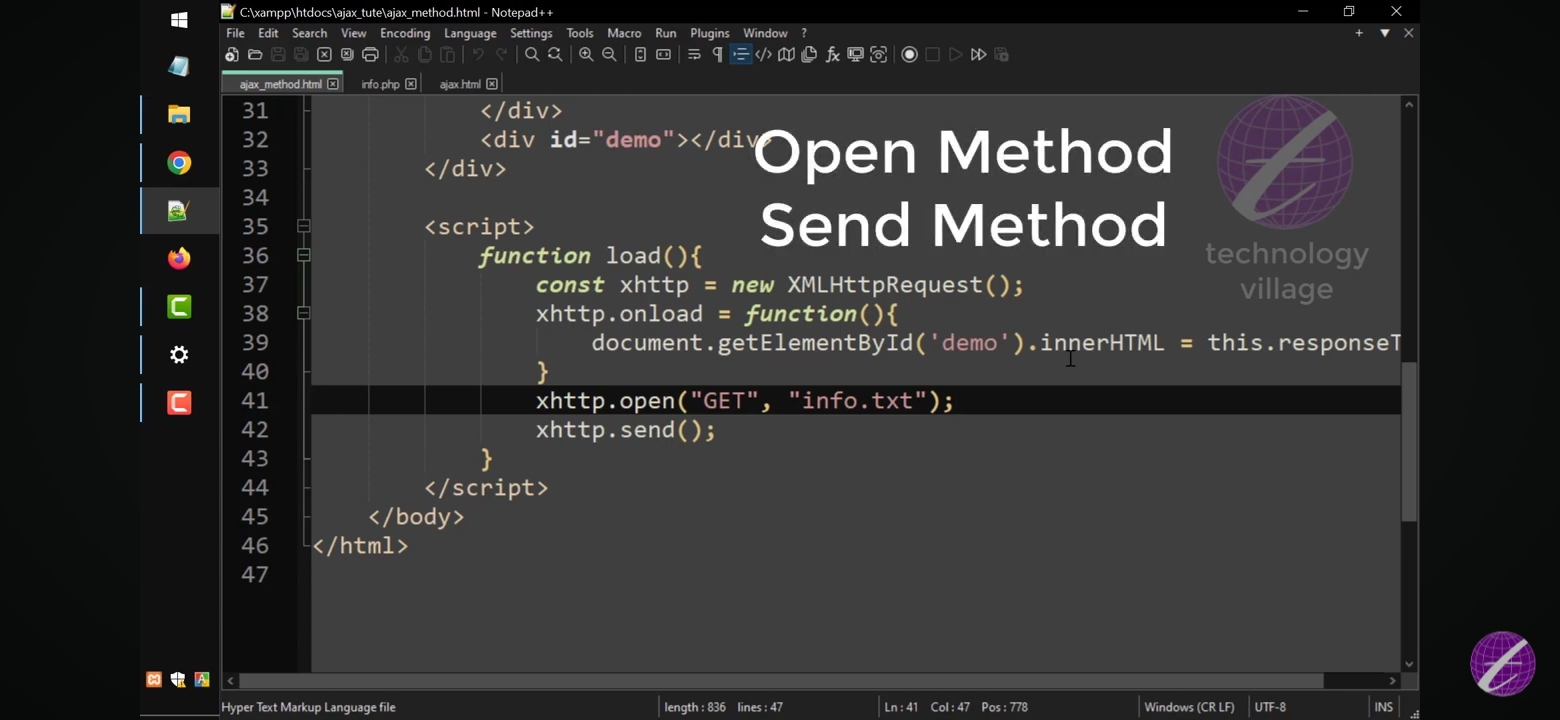 C:\xampp\htdocs\ajax_tute\ajax_method.html - Notepad++
File Edit Search View Encoding Language Settings Tools Macro Run Plugins Window ?
ajax_method.html info.php ajax.html
31 </div>
32 <div id="demo"></div>
33 </div>
34
35 <script>
36 function load(){
37 const xhttp = new XMLHttpRequest();
38 xhttp.onload = function(){
39 document.getElementById('demo').innerHTML = this.responseT
40 }
41 xhttp.open("GET", "info.txt");
42 xhttp.send();
43 }
44 </script>
45 </body>
46 </html>
47
Open Method
Send Method
technology
village
Hyper Text Markup Language file length : 836 lines : 47 Ln : 41 Col : 47 Pos : 778 Windows (CR LF) UTF-8 INS